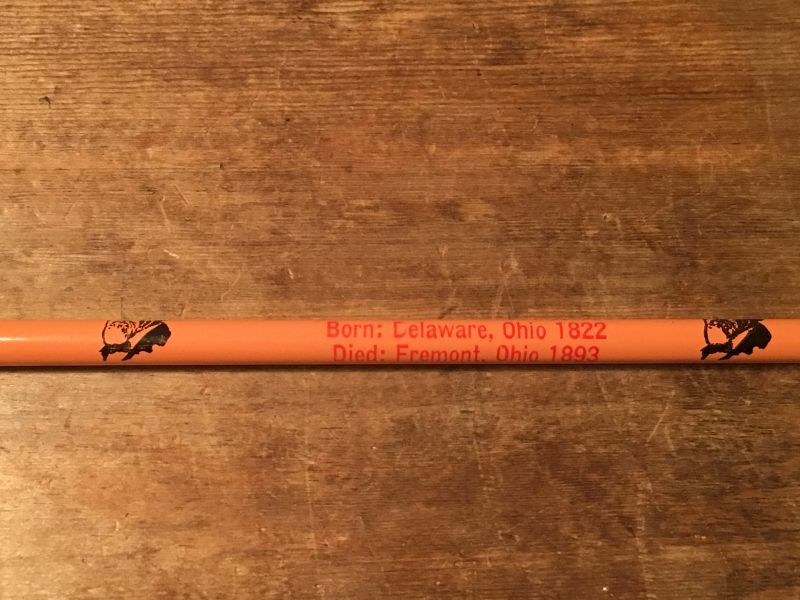 Born: Delaware, Ohio 1822
Died: Fremont, Ohio 1893